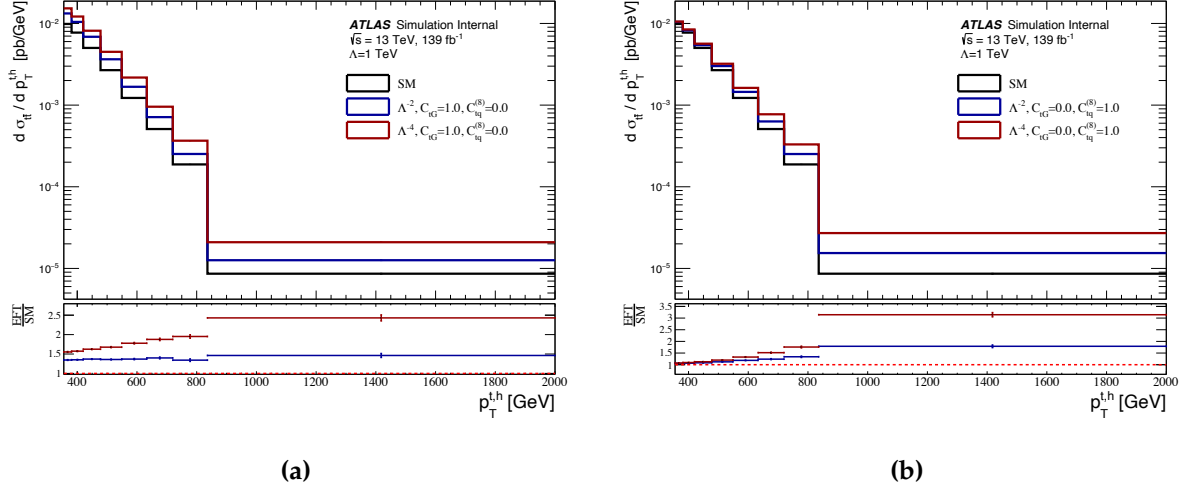 d σ_tt̄ / d p_T^{t,h} [pb/GeV]
10⁻²
10⁻³
10⁻⁴
10⁻⁵
ATLAS Simulation Internal
√s = 13 TeV, 139 fb⁻¹
Λ=1 TeV
SM
Λ⁻², C_tG=1.0, C_tq^(8)=0.0
Λ⁻⁴, C_tG=1.0, C_tq^(8)=0.0
EFT
SM
2.5
2
1.5
1
400 600 800 1000 1200 1400 1600 1800 2000
p_T^{t,h} [GeV]
(a)
d σ_tt̄ / d p_T^{t,h} [pb/GeV]
10⁻²
10⁻³
10⁻⁴
10⁻⁵
ATLAS Simulation Internal
√s = 13 TeV, 139 fb⁻¹
Λ=1 TeV
SM
Λ⁻², C_tG=0.0, C_tq^(8)=1.0
Λ⁻⁴, C_tG=0.0, C_tq^(8)=1.0
EFT
SM
3.5
3
2.5
2
1.5
1
400 600 800 1000 1200 1400 1600 1800 2000
p_T^{t,h} [GeV]
(b)